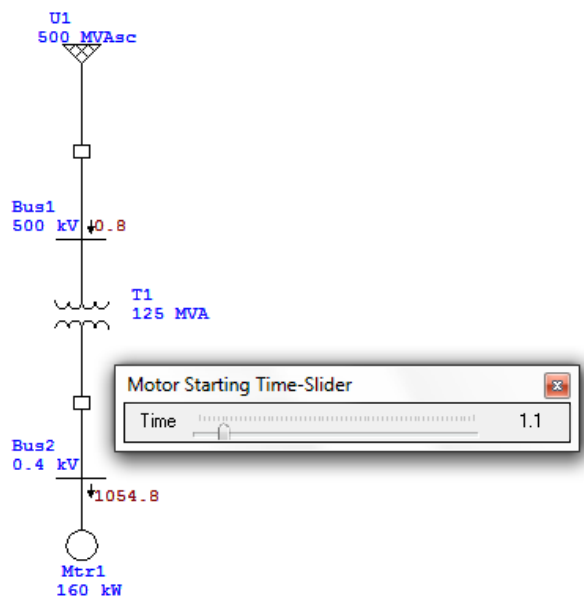 U1
500 MVAsc
Bus1
500 kV
0.8
T1
125 MVA
Motor Starting Time-Slider
Time
1.1
Bus2
0.4 kV
1054.8
Mtr1
160 kW